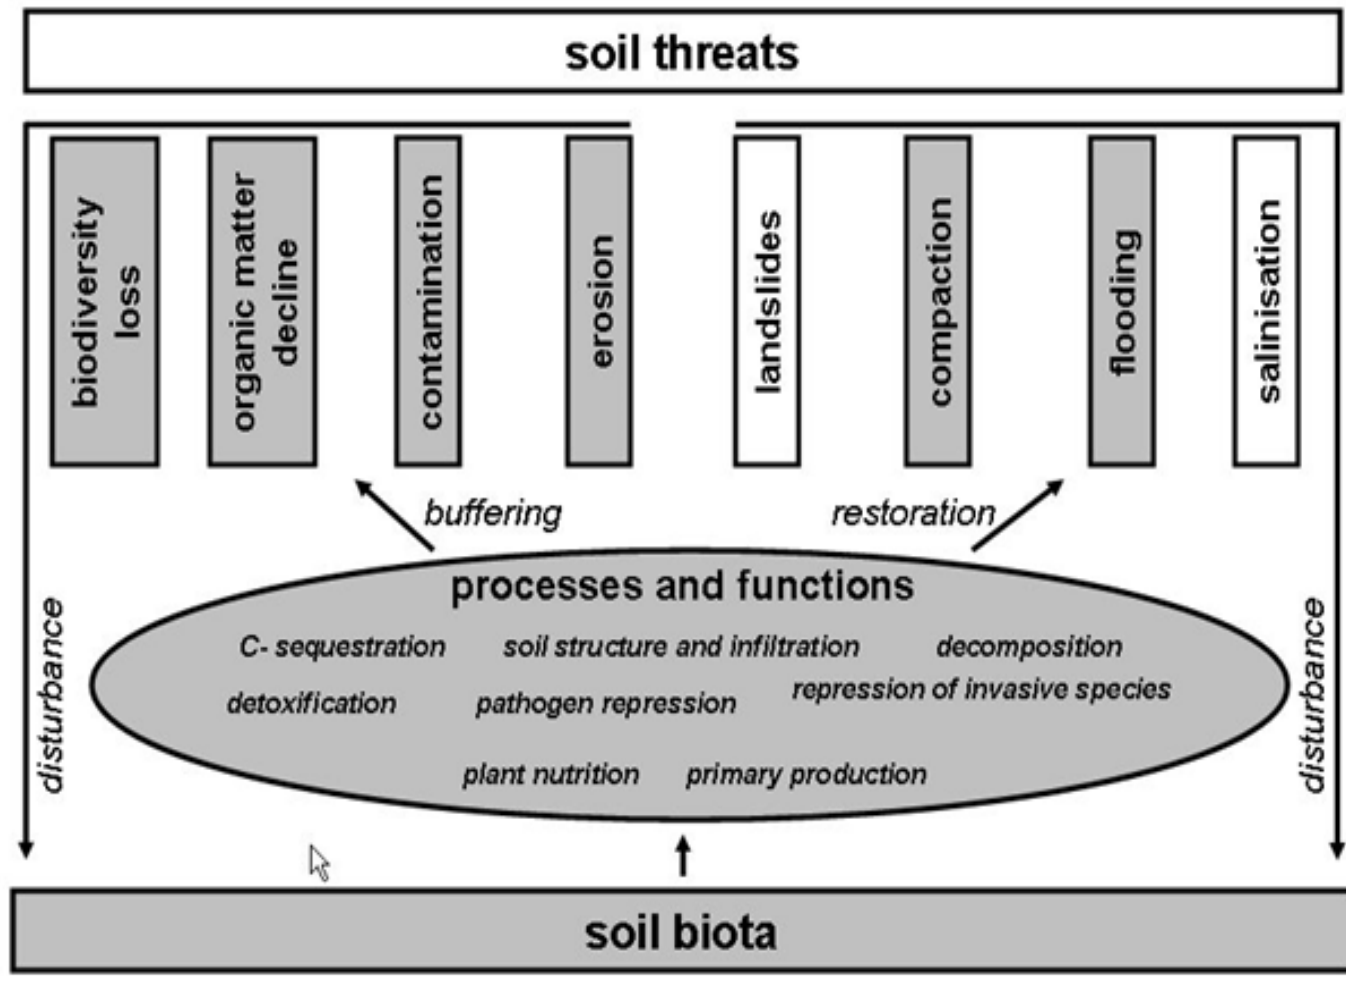 soil threats
biodiversity
loss
organic matter
decline
contamination
erosion
landslides
compaction
flooding
salinisation
buffering
restoration
disturbance
disturbance
processes and functions
C- sequestration
soil structure and infiltration
decomposition
detoxification
pathogen repression
repression of invasive species
plant nutrition
primary production
soil biota